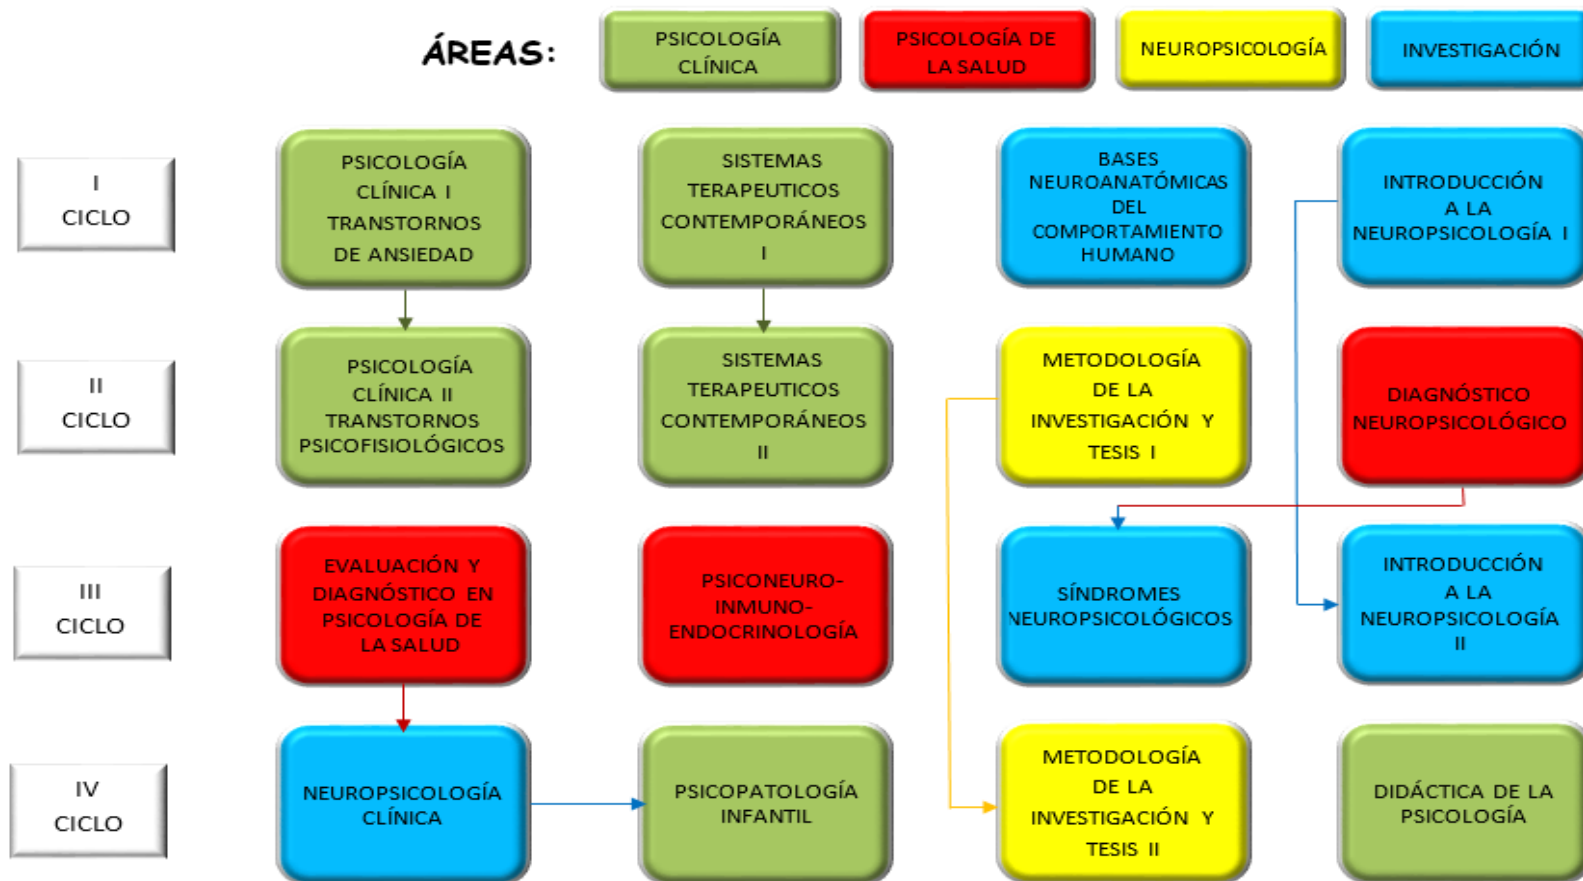 ÁREAS:
PSICOLOGÍA
CLÍNICA
PSICOLOGÍA DE
LA SALUD
NEUROPSICOLOGÍA
INVESTIGACIÓN
I
CICLO
PSICOLOGÍA
CLÍNICA I
TRANSTORNOS
DE ANSIEDAD
SISTEMAS
TERAPEUTICOS
CONTEMPORÁNEOS
I
BASES
NEUROANATÓMICAS
DEL
COMPORTAMIENTO
HUMANO
INTRODUCCIÓN
A LA
NEUROPSICOLOGÍA I
II
CICLO
PSICOLOGÍA
CLÍNICA II
TRANSTORNOS
PSICOFISIOLÓGICOS
SISTEMAS
TERAPEUTICOS
CONTEMPORÁNEOS
II
METODOLOGÍA
DE LA
INVESTIGACIÓN Y
TESIS I
DIAGNÓSTICO
NEUROPSICOLÓGICO
III
CICLO
EVALUACIÓN Y
DIAGNÓSTICO EN
PSICOLOGÍA DE
LA SALUD
PSICONEURO-
INMUNO-
ENDOCRINOLOGÍA
SÍNDROMES
NEUROPSICOLÓGICOS
INTRODUCCIÓN
A LA
NEUROPSICOLOGÍA
II
IV
CICLO
NEUROPSICOLOGÍA
CLÍNICA
PSICOPATOLOGÍA
INFANTIL
METODOLOGÍA
DE LA
INVESTIGACIÓN Y
TESIS II
DIDÁCTICA DE LA
PSICOLOGÍA